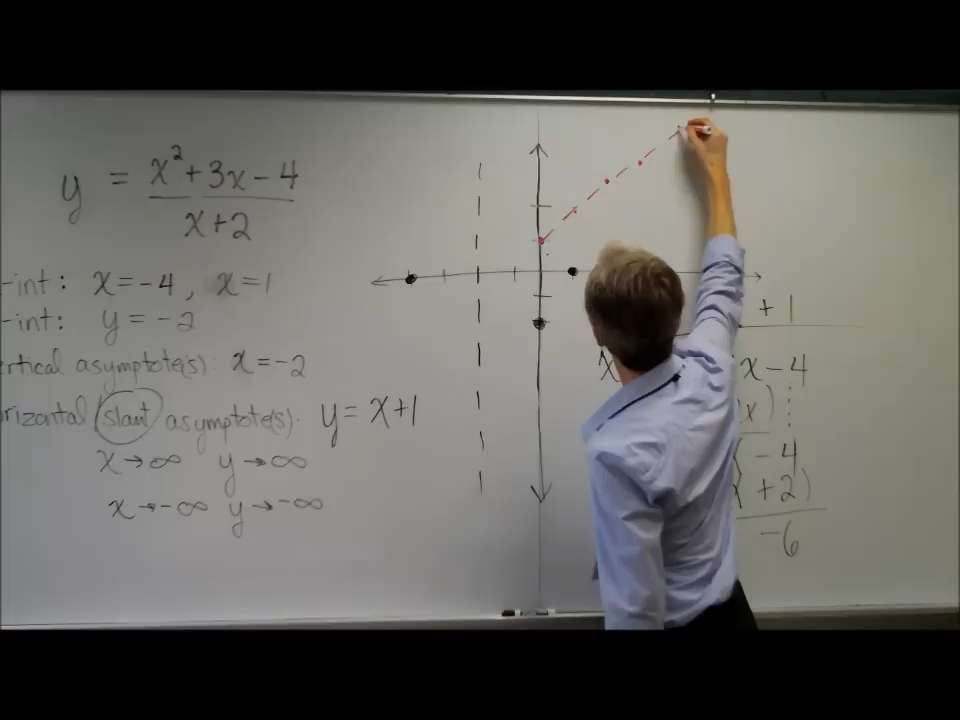 y = x²+3x-4 / x+2
-int: x=-4, x=1
-int: y=-2
ertical asymptote(s): x=-2
rizontal slant asymptote(s): y=x+1
x→∞ y→∞
x→-∞ y→-∞
+1
x-4
x)
-4
+2)
-6